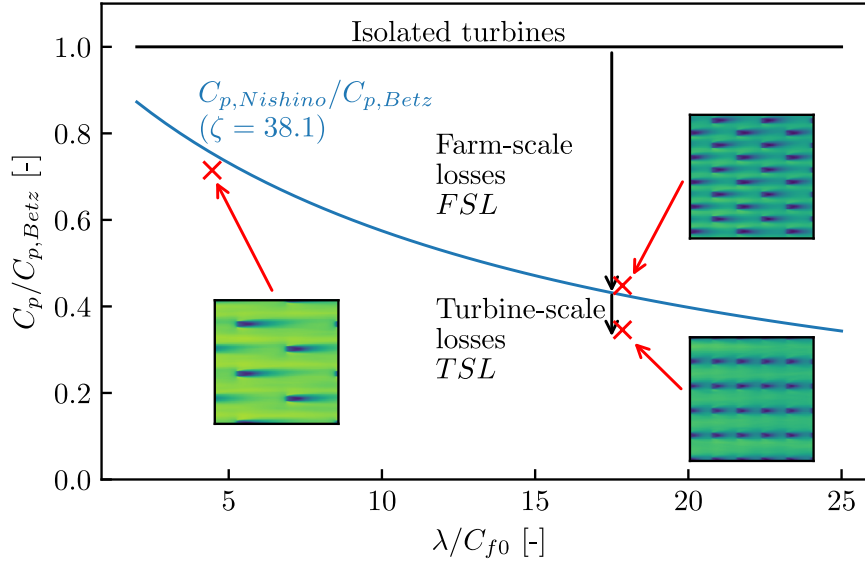 Isolated turbines
C_{p,Nishino}/C_{p,Betz}
(ζ = 38.1)
Farm-scale
losses
FSL
Turbine-scale
losses
TSL
C_p/C_{p,Betz} [-]
1.0
0.8
0.6
0.4
0.2
0.0
5
10
15
20
25
λ/C_{f0} [-]